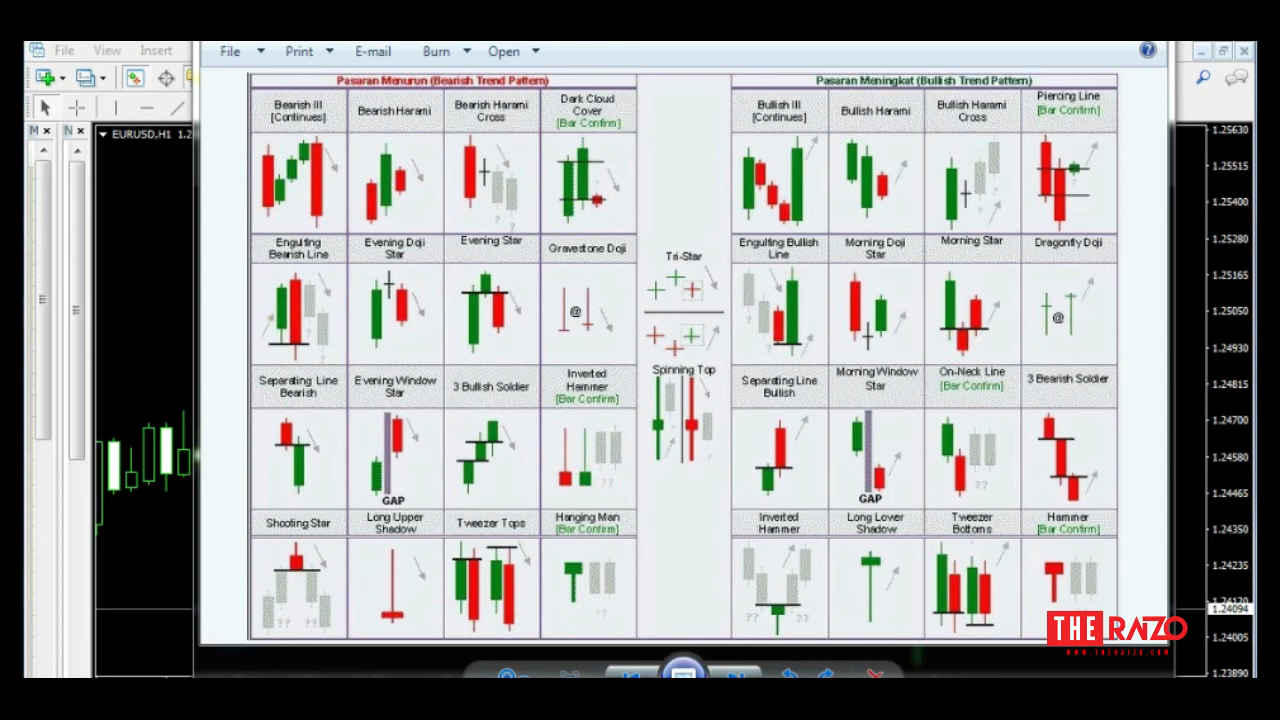 File Print E-mail Burn Open
File View Insert
M N
EURUSD,H1 1.2
Pasaran Menurun (Bearish Trend Pattern)
Pasaran Meningkat (Bullish Trend Pattern)
Bearish III
[Continues]
Bearish Harami
Bearish Harami
Cross
Dark Cloud
Cover
[Bar Confirm]
Bullish III
[Continues]
Bullish Harami
Bullish Harami
Cross
Piercing Line
[Bar Confirm]
Engulfing
Bearish Line
Evening Doji
Star
Evening Star
Gravestone Doji
@
Tri-Star
Engulfing Bullish
Line
Morning Doji
Star
Morning Star
Dragonfly Doji
@
Separating Line
Bearish
Evening Window
Star
GAP
3 Bullish Soldier
Inverted
Hammer
[Bar Confirm]
??
Spinning Top
Separating Line
Bullish
Morning Window
Star
GAP
On-Neck Line
[Bar Confirm]
??
3 Bearish Soldier
Shooting Star
?? ??
Long Upper
Shadow
Tweezer Tops
Hanging Man
[Bar Confirm]
Inverted
Hammer
?? ??
Long Lower
Shadow
Tweezer
Bottoms
Hammer
[Bar Confirm]
1.25630
1.25515
1.25400
1.25280
1.25165
1.25050
1.24930
1.24815
1.24700
1.24580
1.24465
1.24350
1.24235
1.24120
1.24094
1.24005
1.23890
THE RAIZO
WWW.THERAIZO.COM